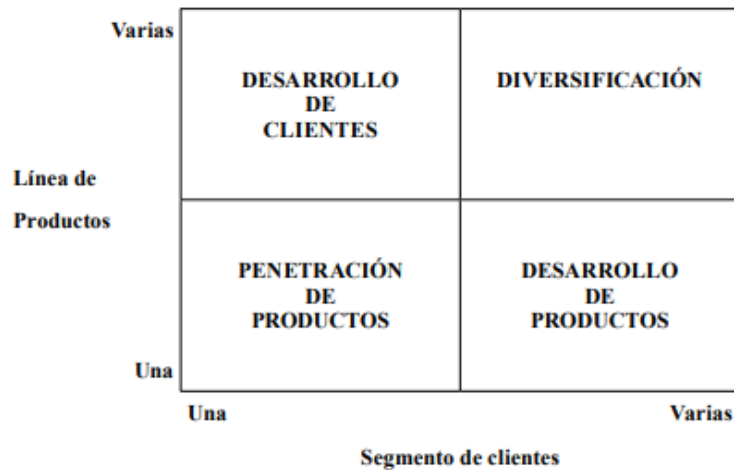 Varias
DESARROLLO
DE
CLIENTES
DIVERSIFICACIÓN
Línea de
Productos
PENETRACIÓN
DE
PRODUCTOS
DESARROLLO
DE
PRODUCTOS
Una
Una
Varias
Segmento de clientes